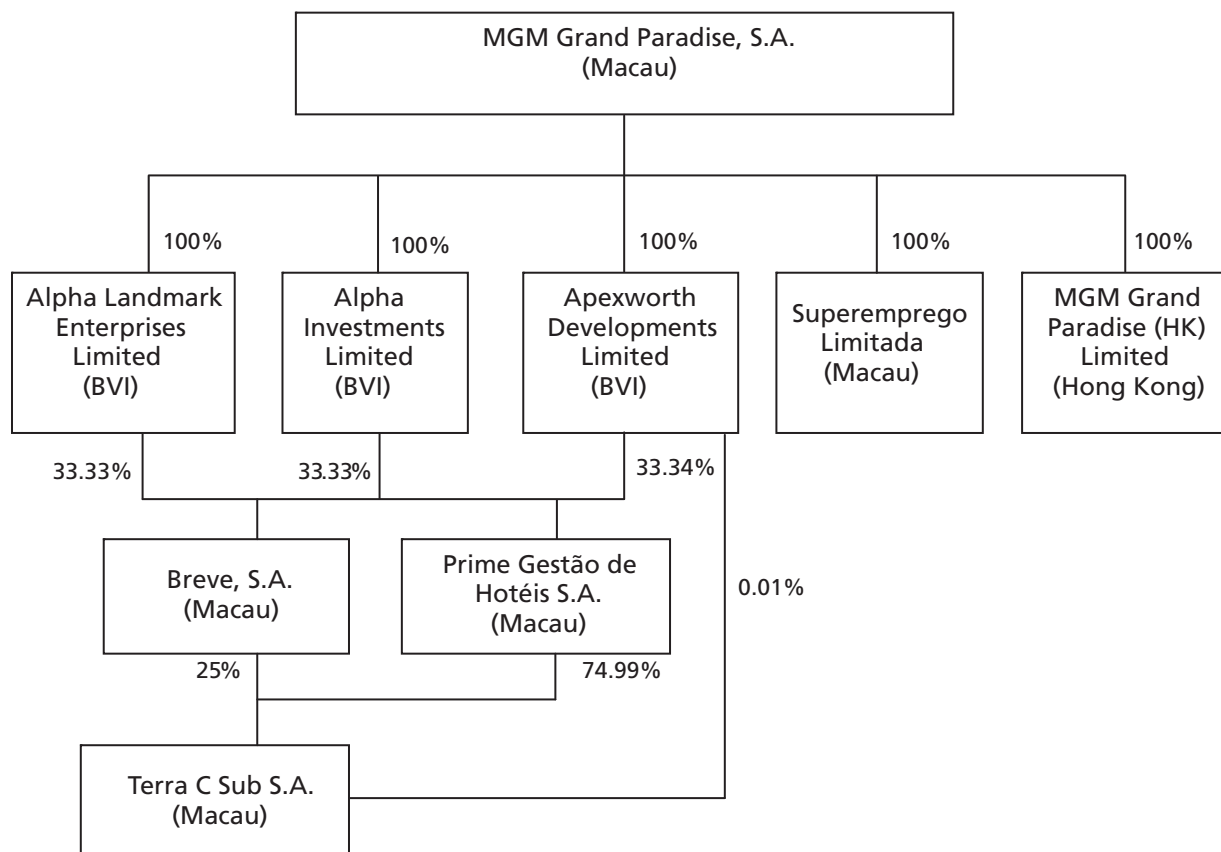 MGM Grand Paradise, S.A.
(Macau)
100%
100%
100%
100%
100%
Alpha Landmark
Enterprises
Limited
(BVI)
Alpha
Investments
Limited
(BVI)
Apexworth
Developments
Limited
(BVI)
Superemprego
Limitada
(Macau)
MGM Grand
Paradise (HK)
Limited
(Hong Kong)
33.33%
33.33%
33.34%
Breve, S.A.
(Macau)
Prime Gestão de
Hotéis S.A.
(Macau)
0.01%
25%
74.99%
Terra C Sub S.A.
(Macau)